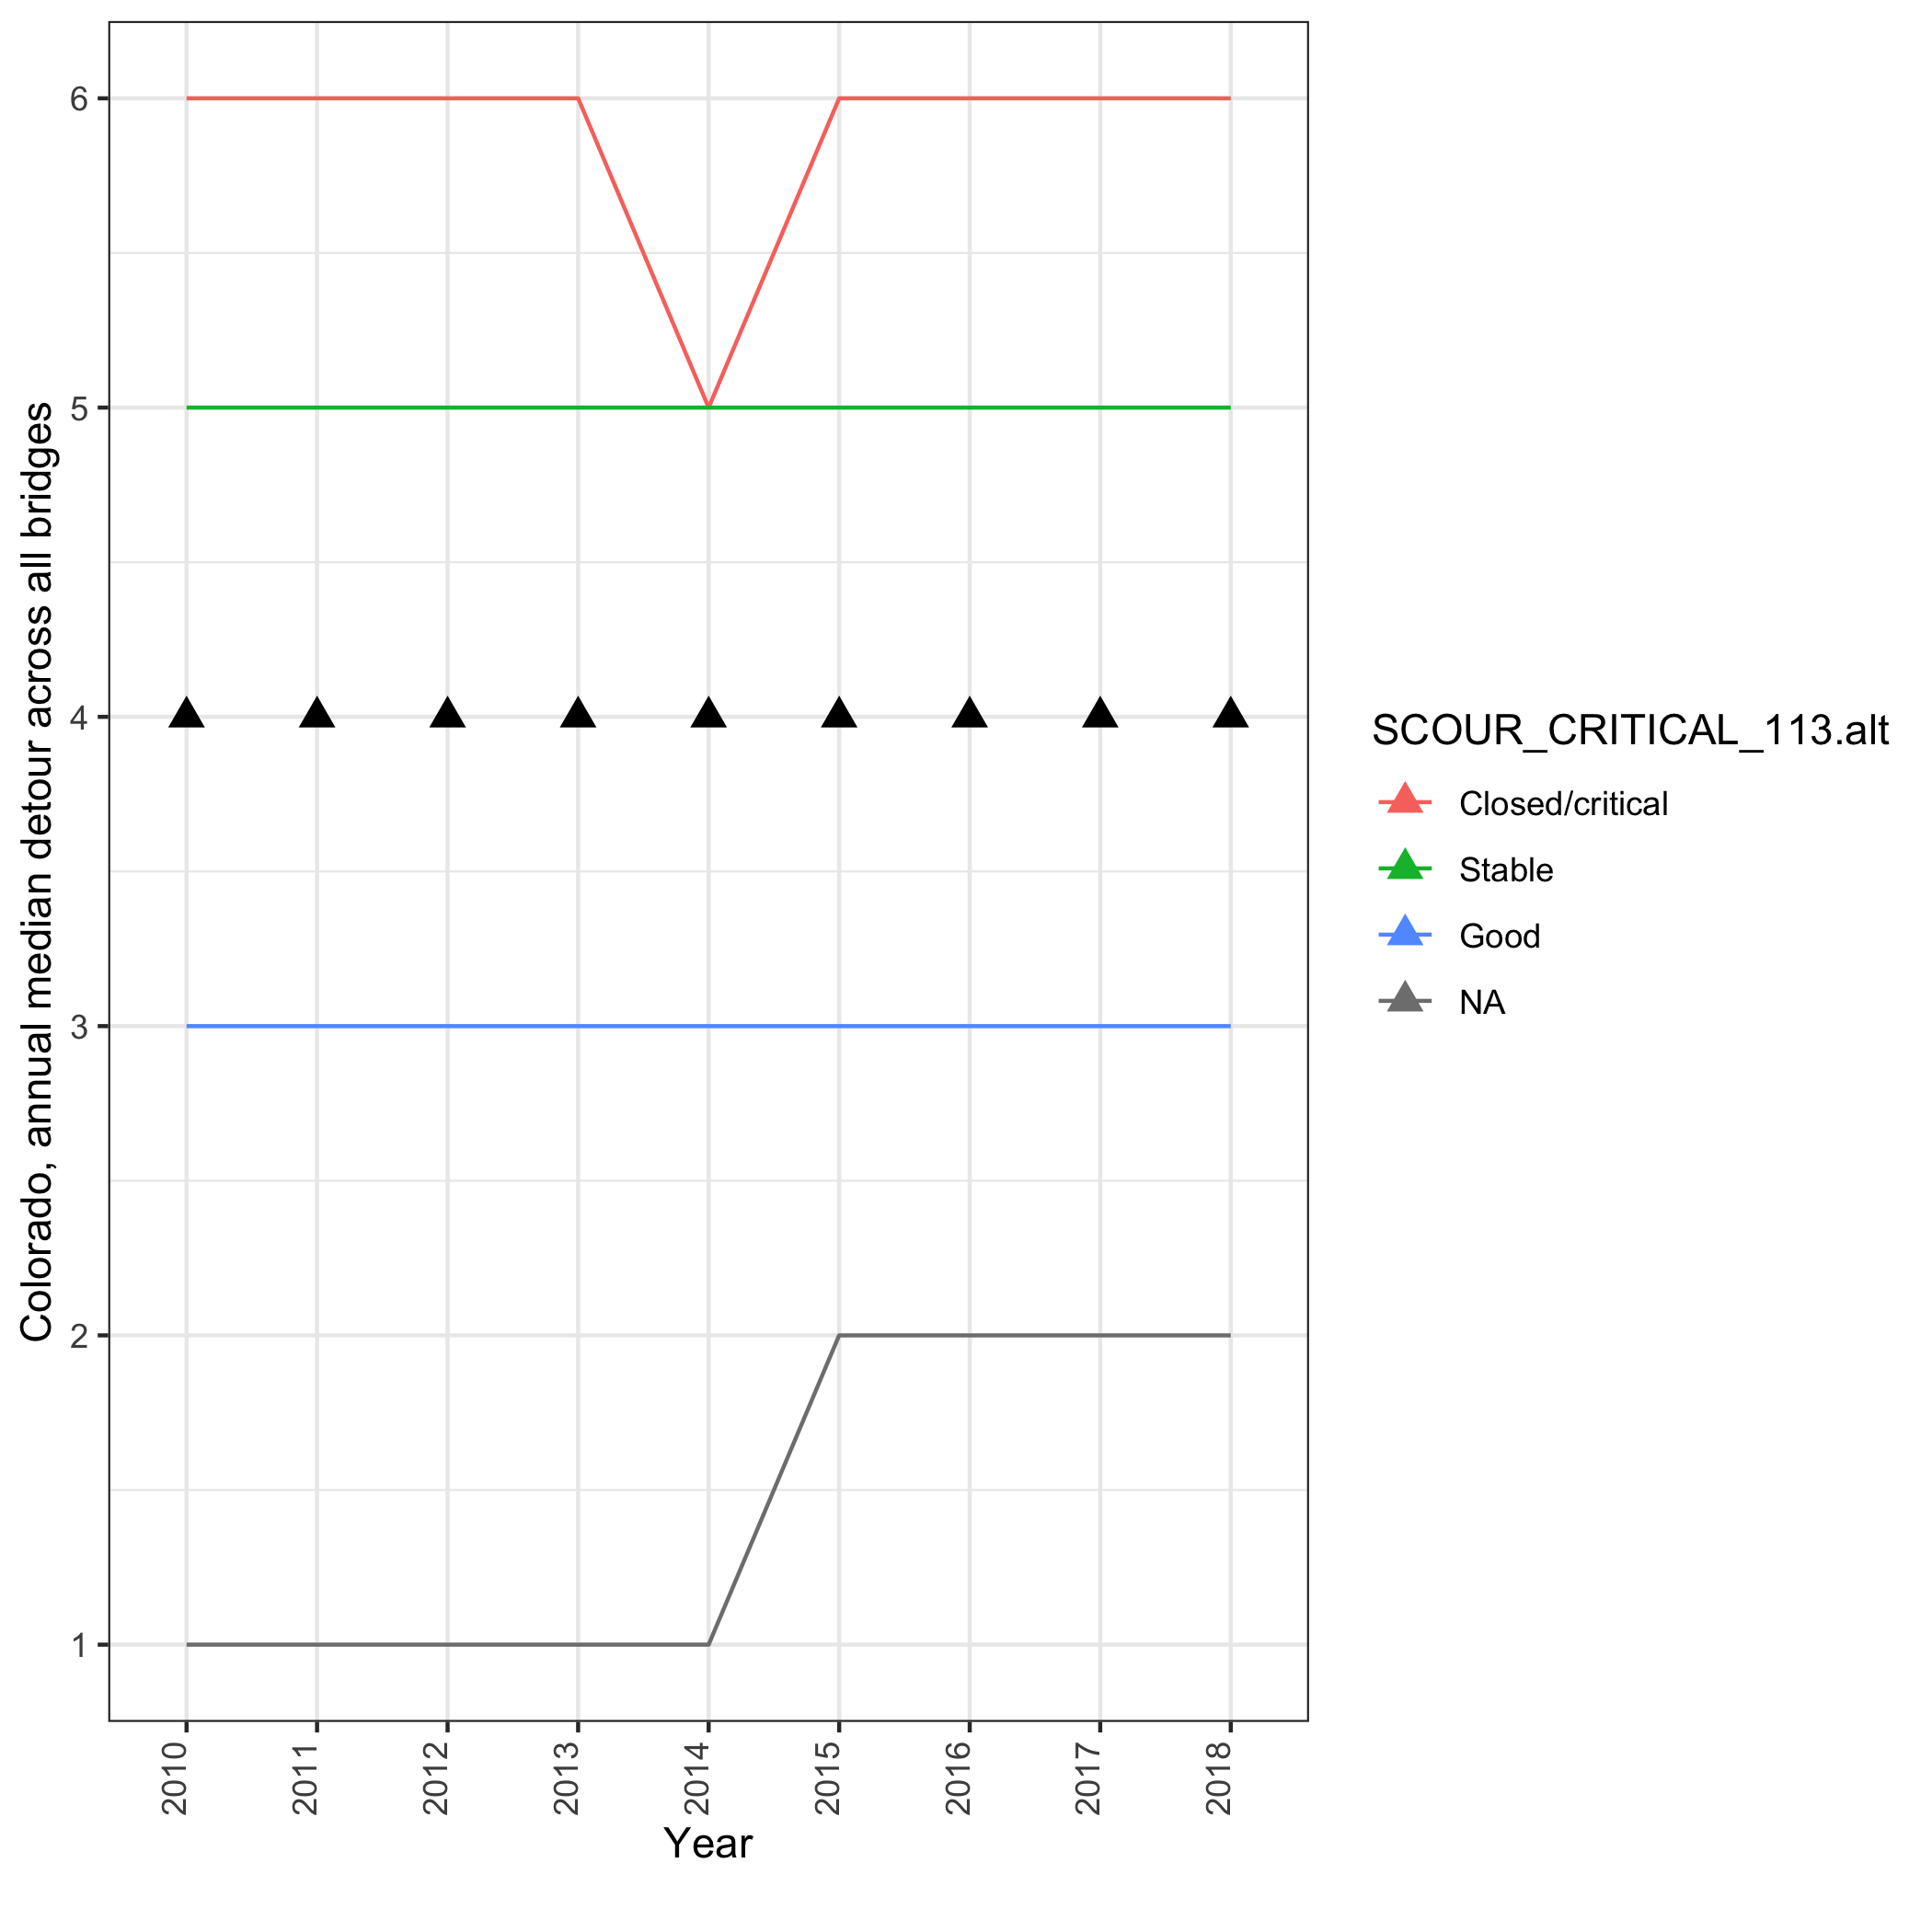 Colorado, annual median detour across all bridges
6
5
4
3
2
1
2010
2011
2012
2013
2014
2015
2016
2017
2018
Year
SCOUR_CRITICAL_113.alt
Closed/critical
Stable
Good
NA